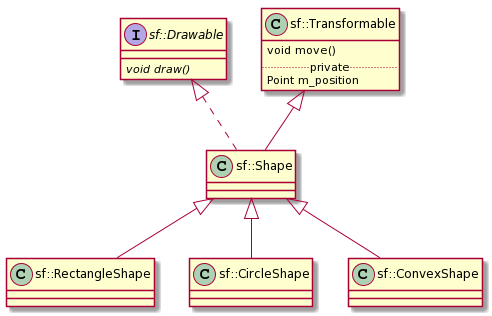 I sf::Drawable
void draw()
C sf::Transformable
void move()
private
Point m_position
C sf::Shape
C sf::RectangleShape
C sf::CircleShape
C sf::ConvexShape